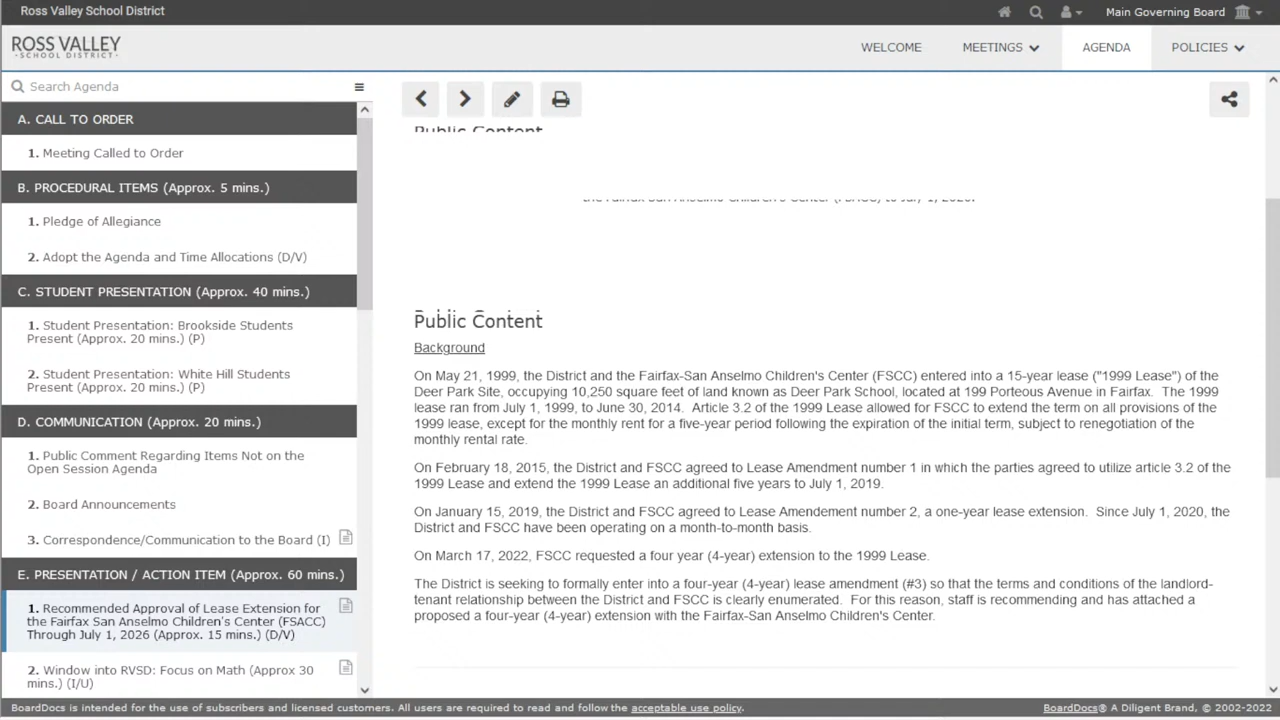 Ross Valley School District
Main Governing Board
ROSS VALLEY
SCHOOL DISTRICT
WELCOME
MEETINGS
AGENDA
POLICIES
Search Agenda
A. CALL TO ORDER
1. Meeting Called to Order
B. PROCEDURAL ITEMS (Approx. 5 mins.)
1. Pledge of Allegiance
2. Adopt the Agenda and Time Allocations (D/V)
C. STUDENT PRESENTATION (Approx. 40 mins.)
1. Student Presentation: Brookside Students
Present (Approx. 20 mins.) (P)
2. Student Presentation: White Hill Students
Present (Approx. 20 mins.) (P)
D. COMMUNICATION (Approx. 20 mins.)
1. Public Comment Regarding Items Not on the
Open Session Agenda
2. Board Announcements
3. Correspondence/Communication to the Board (I)
E. PRESENTATION / ACTION ITEM (Approx. 60 mins.)
1. Recommended Approval of Lease Extension for
the Fairfax San Anselmo Children's Center (FSACC)
Through July 1, 2026 (Approx. 15 mins.) (D/V)
2. Window into RVSD: Focus on Math (Approx 30
mins.) (I/U)
Public Content
the Fairfax San Anselmo Children's Center (FSACC) to July 1, 2026.
Public Content
Background
On May 21, 1999, the District and the Fairfax-San Anselmo Children's Center (FSCC) entered into a 15-year lease ("1999 Lease") of the
Deer Park Site, occupying 10,250 square feet of land known as Deer Park School, located at 199 Porteous Avenue in Fairfax. The 1999
lease ran from July 1, 1999, to June 30, 2014. Article 3.2 of the 1999 Lease allowed for FSCC to extend the term on all provisions of the
1999 lease, except for the monthly rent for a five-year period following the expiration of the initial term, subject to renegotiation of the
monthly rental rate.
On February 18, 2015, the District and FSCC agreed to Lease Amendment number 1 in which the parties agreed to utilize article 3.2 of the
1999 Lease and extend the 1999 Lease an additional five years to July 1, 2019.
On January 15, 2019, the District and FSCC agreed to Lease Amendement number 2, a one-year lease extension. Since July 1, 2020, the
District and FSCC have been operating on a month-to-month basis.
On March 17, 2022, FSCC requested a four year (4-year) extension to the 1999 Lease.
The District is seeking to formally enter into a four-year (4-year) lease amendment (#3) so that the terms and conditions of the landlord-
tenant relationship between the District and FSCC is clearly enumerated. For this reason, staff is recommending and has attached a
proposed a four-year (4-year) extension with the Fairfax-San Anselmo Children's Center.
BoardDocs is intended for the use of subscribers and licensed customers. All users are required to read and follow the acceptable use policy.
BoardDocs® A Diligent Brand, © 2002-2022